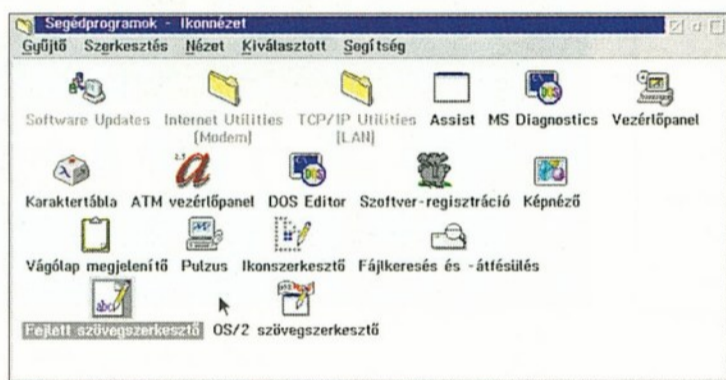 Segédprogramok - Ikonnézet
Gyűjtő Szerkesztés Nézet Kiválasztott Segítség
Software Updates Internet Utilities TCP/IP Utilities Assist MS Diagnostics Vezérlőpanel
(Modem) (LAN)
Karaktertábla ATM vezérlőpanel DOS Editor Szoftver-regisztráció Képnéző
Vágólap megjelenítő Pulzus Ikonszerkesztő Fájlkeresés és -átfésülés
Fejlett szövegszerkesztő OS/2 szövegszerkesztő